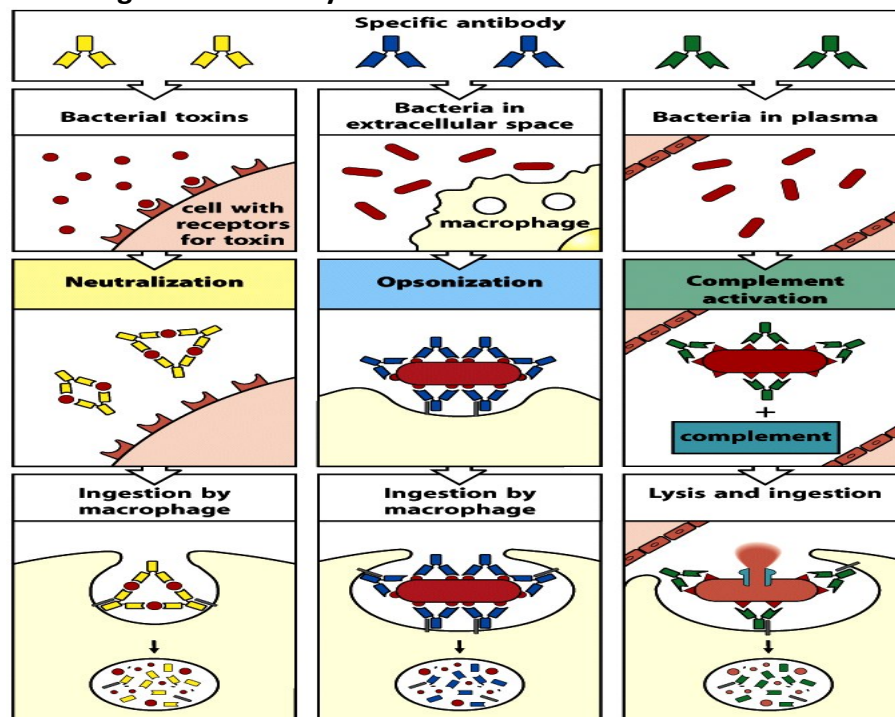 Specific antibody
Bacterial toxins
Bacteria in
extracellular space
Bacteria in plasma
cell with
receptors
for toxin
macrophage
Neutralization
Opsonization
Complement
activation
+
complement
Ingestion by
macrophage
Ingestion by
macrophage
Lysis and ingestion